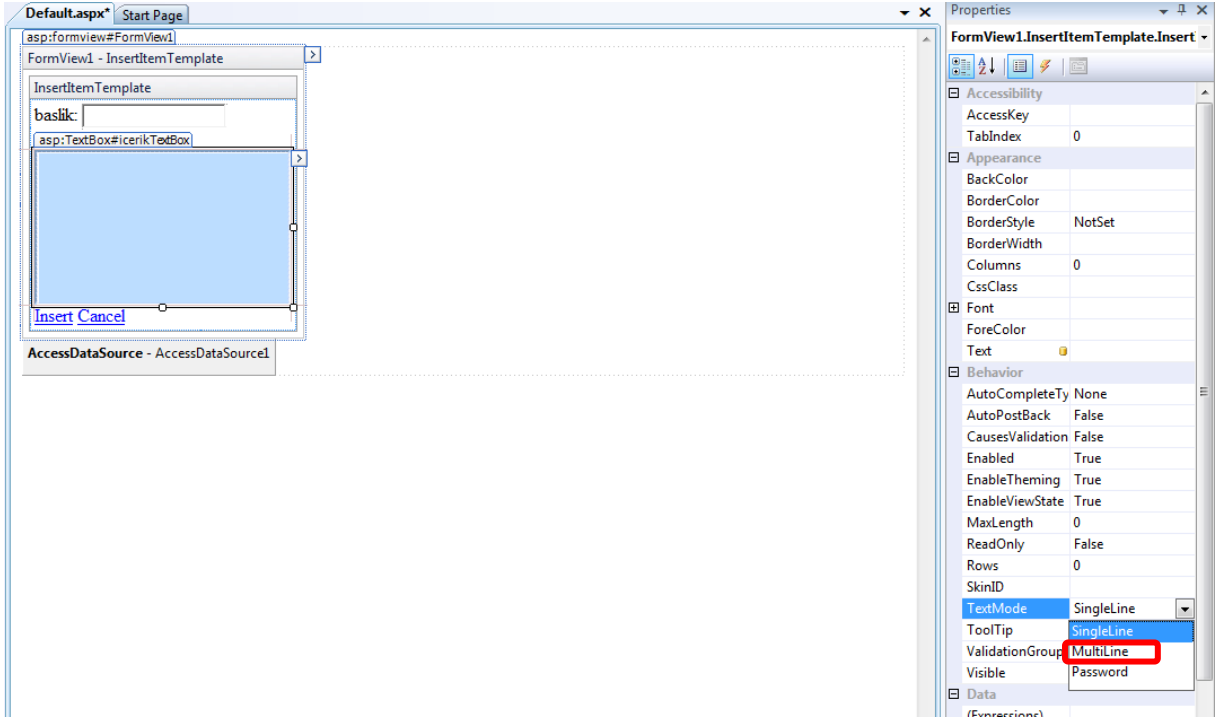 Default.aspx* Start Page
asp:formview#FormView1
FormView1 - InsertItemTemplate
InsertItemTemplate
baslik:
asp:TextBox#icerikTextBox
Insert Cancel
AccessDataSource - AccessDataSource1
Properties
FormView1.InsertItemTemplate.Insert
Accessibility
AccessKey
TabIndex 0
Appearance
BackColor
BorderColor
BorderStyle NotSet
BorderWidth
Columns 0
CssClass
Font
ForeColor
Text
Behavior
AutoCompleteTy None
AutoPostBack False
CausesValidation False
Enabled True
EnableTheming True
EnableViewState True
MaxLength 0
ReadOnly False
Rows 0
SkinID
TextMode SingleLine
ToolTip SingleLine
ValidationGroup MultiLine
Visible Password
Data
(Expressions)